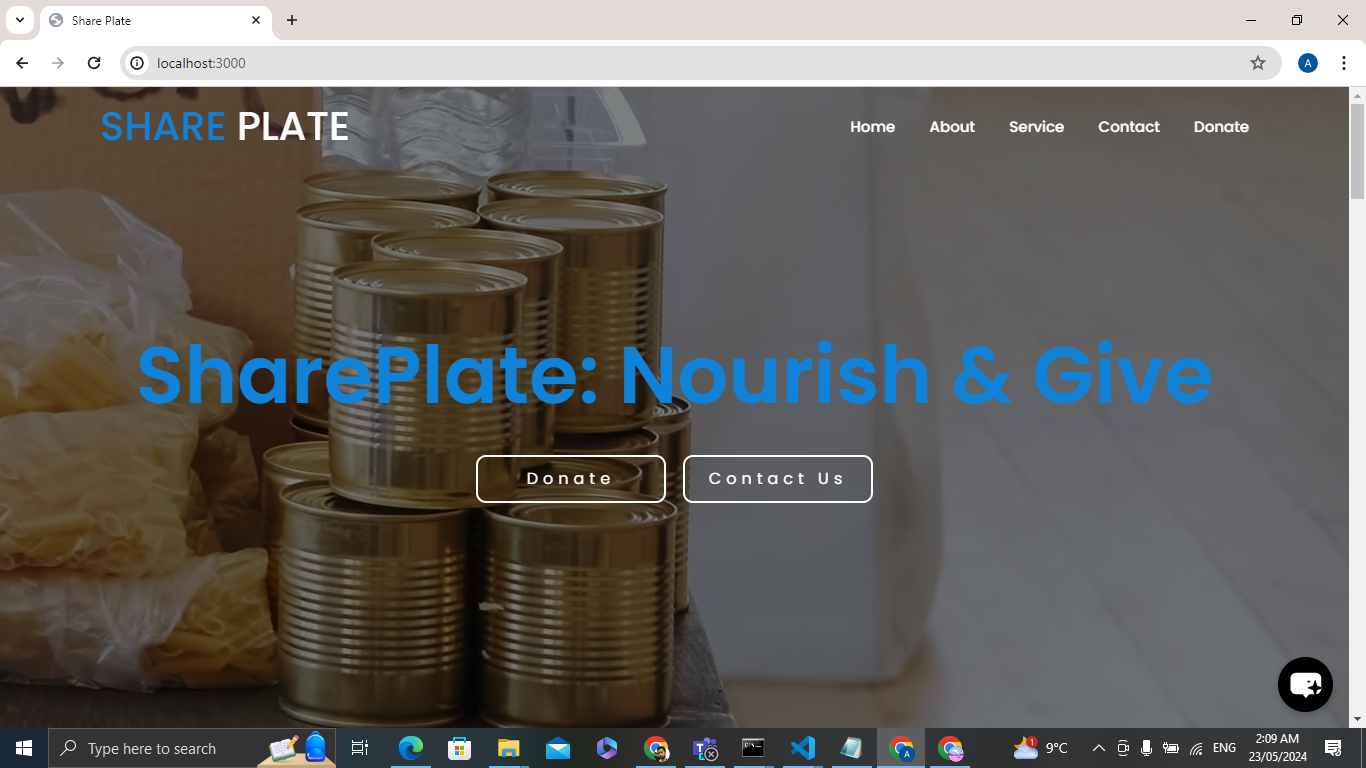 Share Plate
localhost:3000
A
SHARE PLATE
Home About Service Contact Donate
SharePlate: Nourish & Give
Donate Contact Us
Type here to search
A
1
9°C
ENG
2:09 AM
23/05/2024